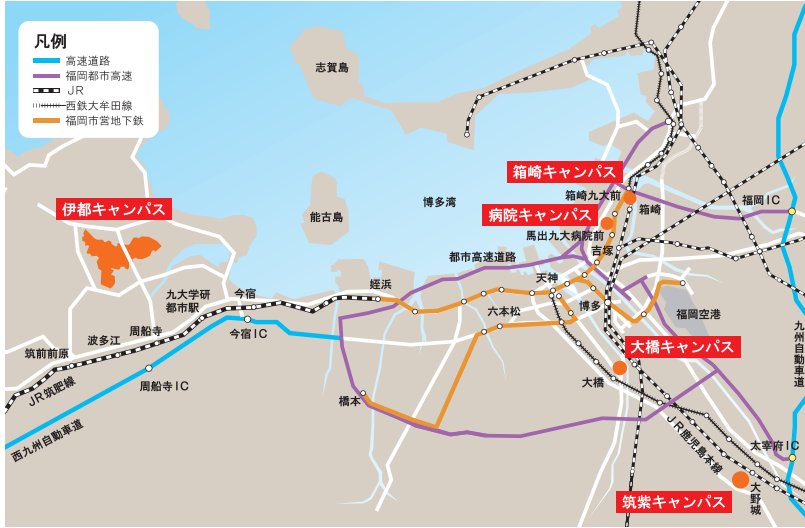 凡例
高速道路
福岡都市高速
JR
西鉄大牟田線
福岡市営地下鉄
志賀島
箱崎キャンパス
箱崎九大前
箱崎
福岡IC
伊都キャンパス
能古島
博多湾
病院キャンパス
馬出九大病院前
吉塚
都市高速道路
天神
姪浜
九大学研
都市駅
今宿
六本松
博多
福岡空港
九州自動車道
周船寺
波多江
筑前前原
今宿IC
大橋キャンパス
大橋
周船寺IC
JR筑肥線
西九州自動車道
橋本
JR鹿児島本線
太宰府IC
大野城
筑紫キャンパス